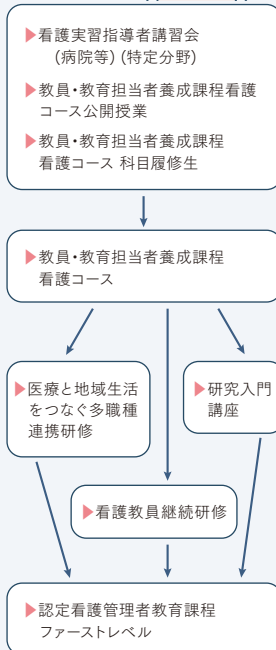 ▶看護実習指導者講習会
(病院等)(特定分野)
▶教員・教育担当者養成課程看護
コース公開授業
▶教員・教育担当者養成課程
看護コース 科目履修生
▶教員・教育担当者養成課程
看護コース
▶医療と地域生活
をつなぐ多職種
連携研修
▶研究入門
講座
▶看護教員継続研修
▶認定看護管理者教育課程
ファーストレベル